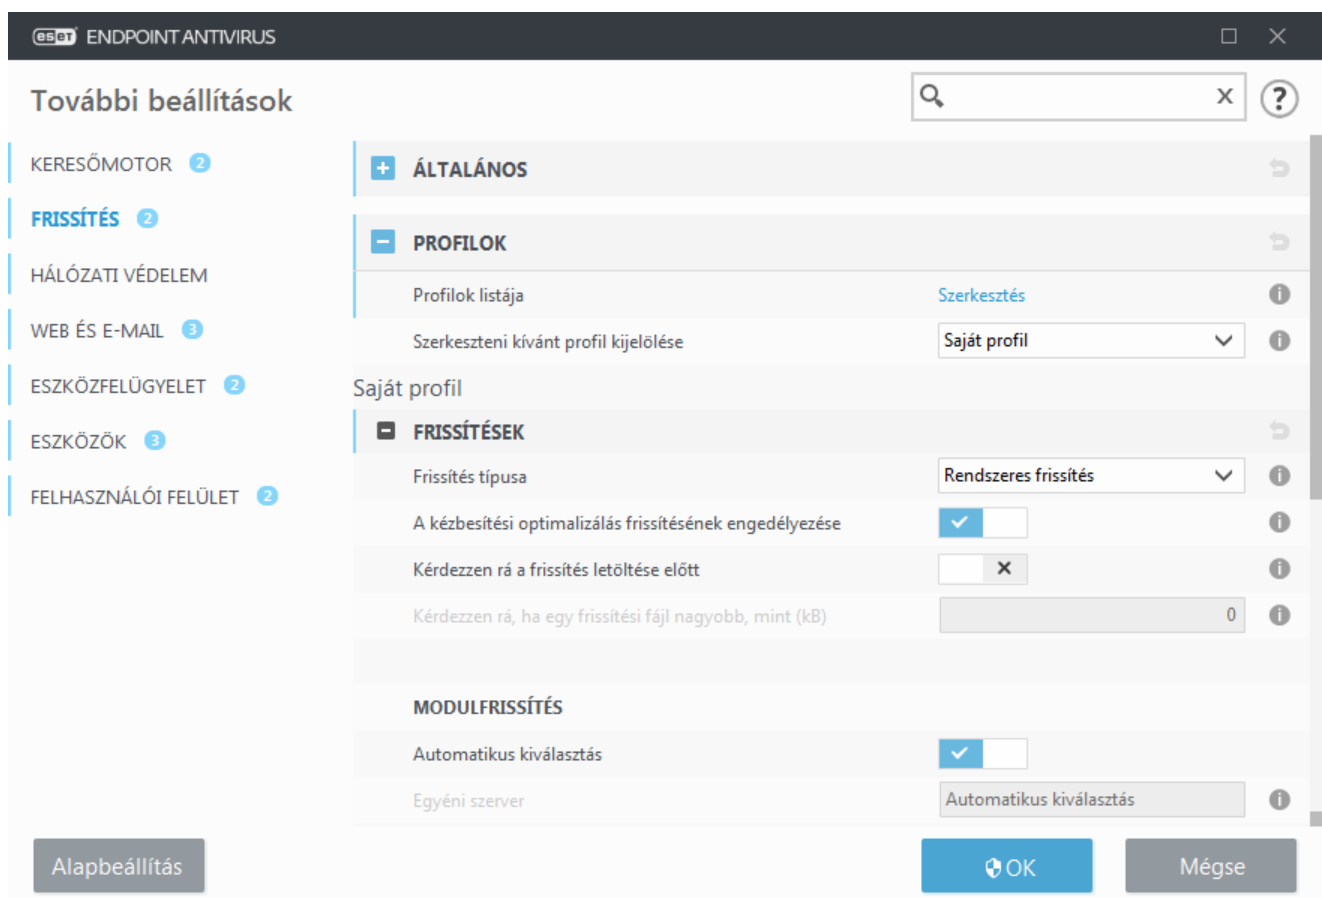 eset ENDPOINT ANTIVIRUS
További beállítások
KERESŐMOTOR 2
FRISSÍTÉS 2
HÁLÓZATI VÉDELEM
WEB ÉS E-MAIL 3
ESZKÖZFELÜGYELET 2
ESZKÖZÖK 3
FELHASZNÁLÓI FELÜLET 2
ÁLTALÁNOS
PROFILOK
Profilok listája Szerkesztés
Szerkeszteni kívánt profil kijelölése Saját profil
Saját profil
FRISSÍTÉSEK
Frissítés típusa Rendszeres frissítés
A kézbesítési optimalizálás frissítésének engedélyezése
Kérdezzen rá a frissítés letöltése előtt
Kérdezzen rá, ha egy frissítési fájl nagyobb, mint (kB) 0
MODULFRISSÍTÉS
Automatikus kiválasztás
Egyéni szerver Automatikus kiválasztás
Alapbeállítás OK Mégse